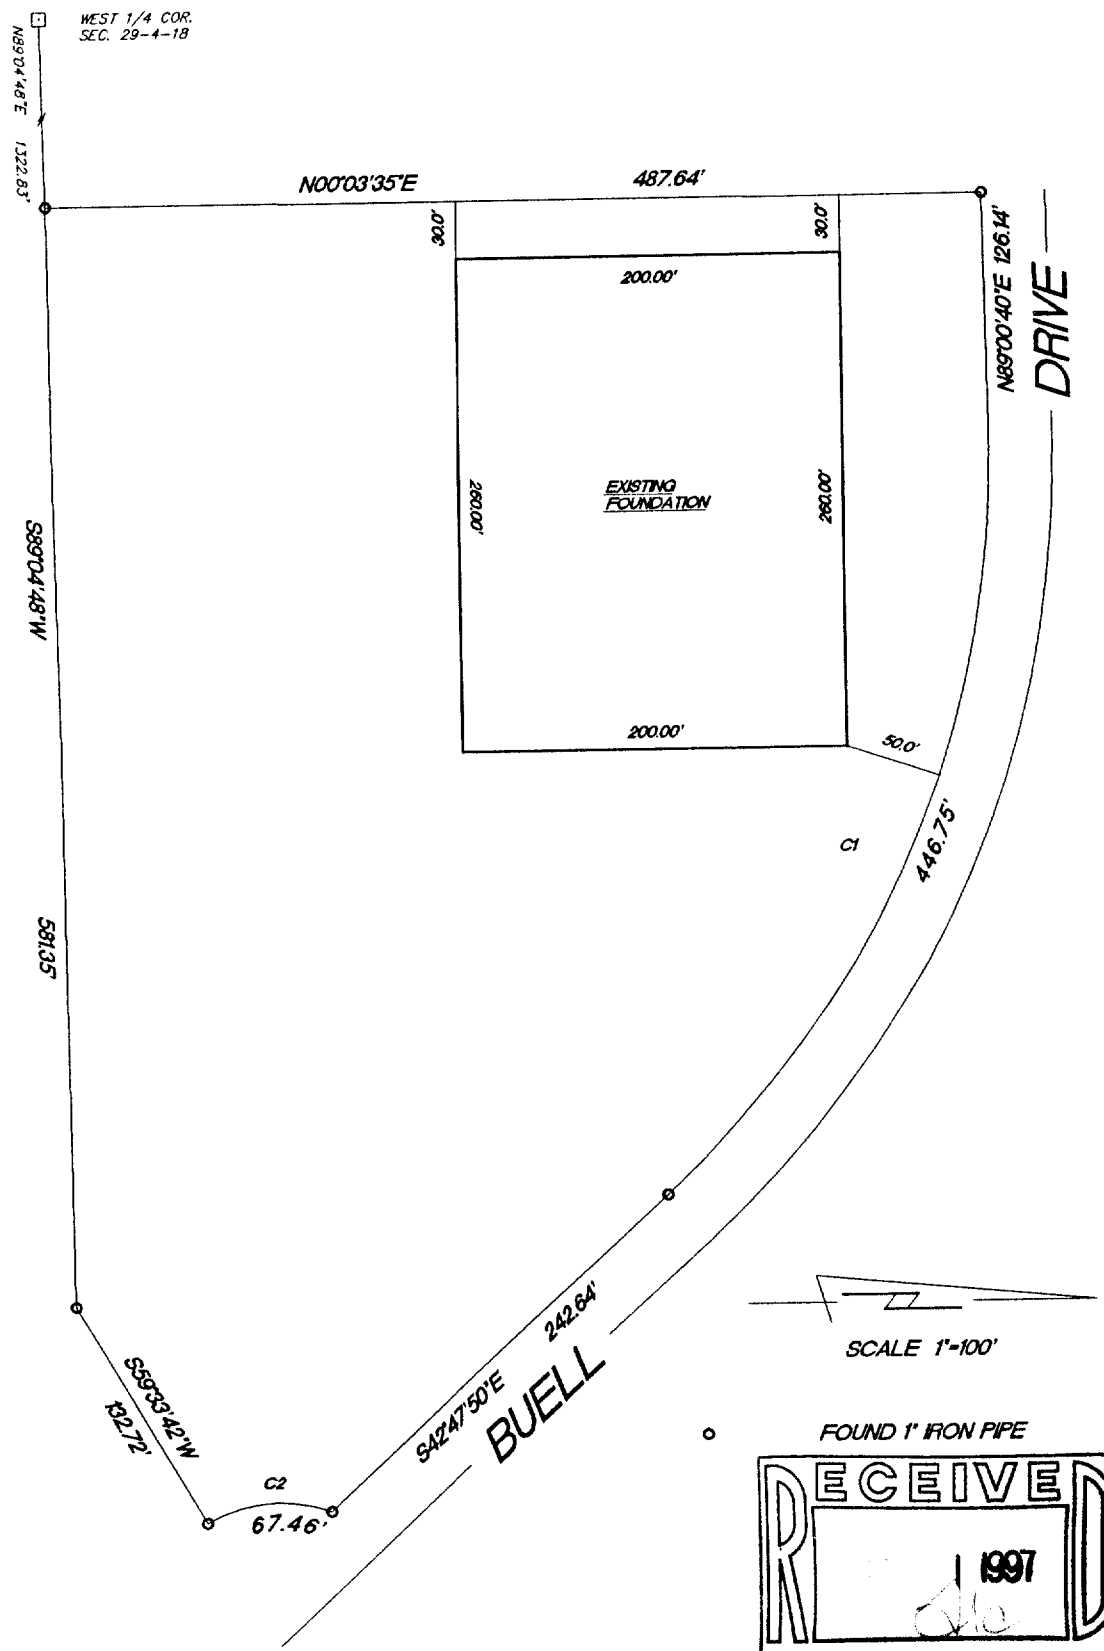 WEST 1/4 COR.
SEC. 29-4-18
N89°04'48"E 1322.83'
N00°03'35"E 487.64'
30.0'
30.0'
200.00'
N89°00'40"E 126.14'
DRIVE
260.00'
EXISTING
FOUNDATION
260.00'
S89°04'48"W
200.00'
50.0'
C1
446.75'
581.35'
242.64'
S42°47'50"E
BUELL
SCALE 1"=100'
S59°33'42"W
132.72'
C2
67.46'
FOUND 1" IRON PIPE
RECEIVED
1997